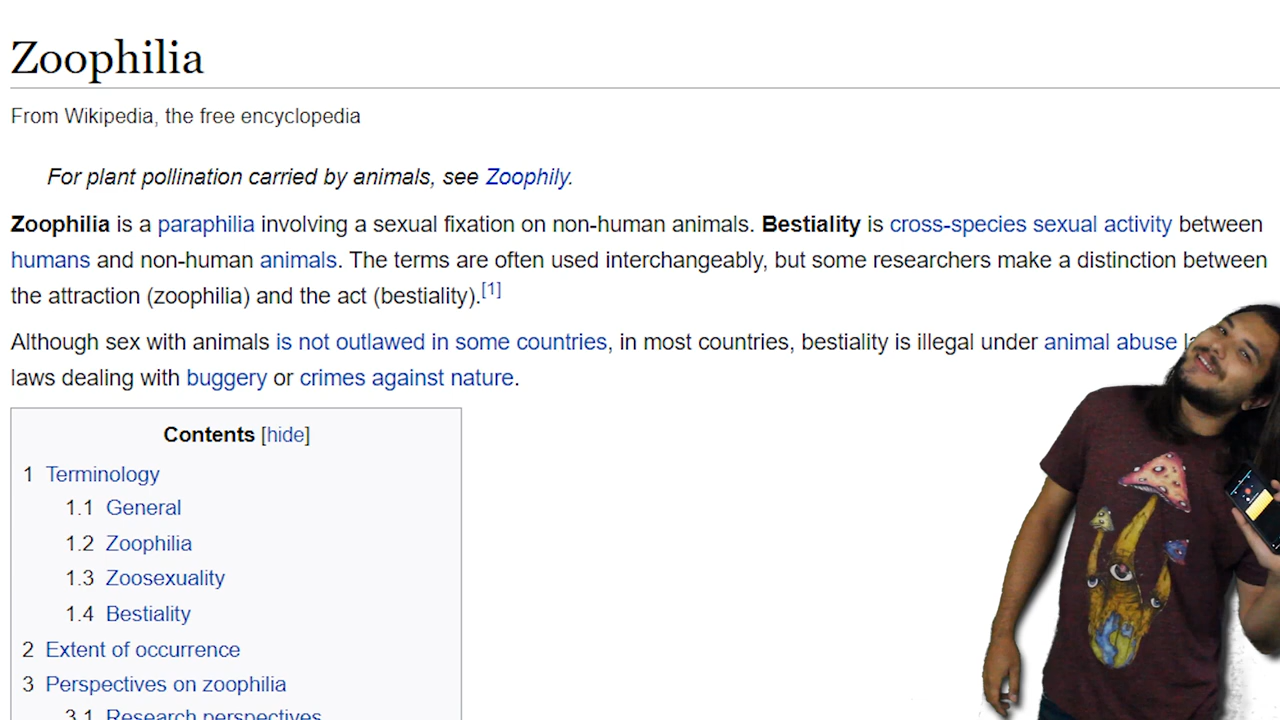 Zoophilia
From Wikipedia, the free encyclopedia
For plant pollination carried by animals, see Zoophily.
Zoophilia is a paraphilia involving a sexual fixation on non-human animals. Bestiality is cross-species sexual activity between
humans and non-human animals. The terms are often used interchangeably, but some researchers make a distinction between
the attraction (zoophilia) and the act (bestiality).[1]
Although sex with animals is not outlawed in some countries, in most countries, bestiality is illegal under animal abuse
laws dealing with buggery or crimes against nature.
Contents [hide]
1 Terminology
1.1 General
1.2 Zoophilia
1.3 Zoosexuality
1.4 Bestiality
2 Extent of occurrence
3 Perspectives on zoophilia
3.1 Research perspectives